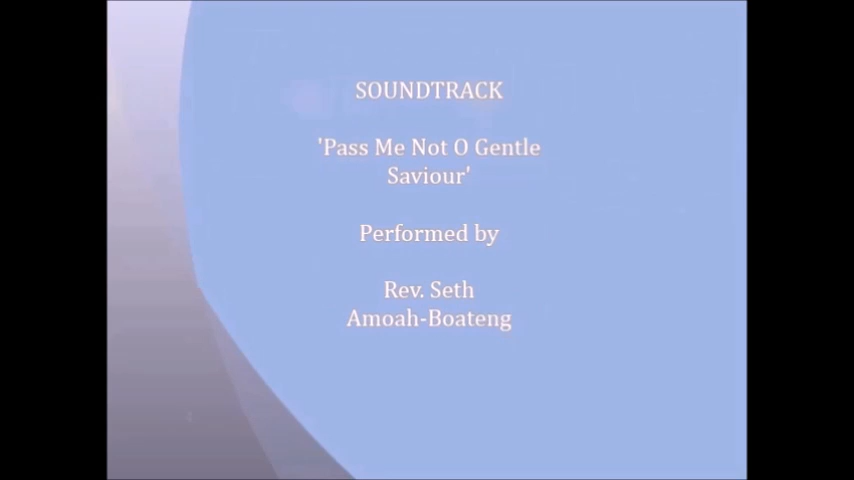 SOUNDTRACK
'Pass Me Not O Gentle
Saviour'
Performed by
Rev. Seth
Amoah-Boateng